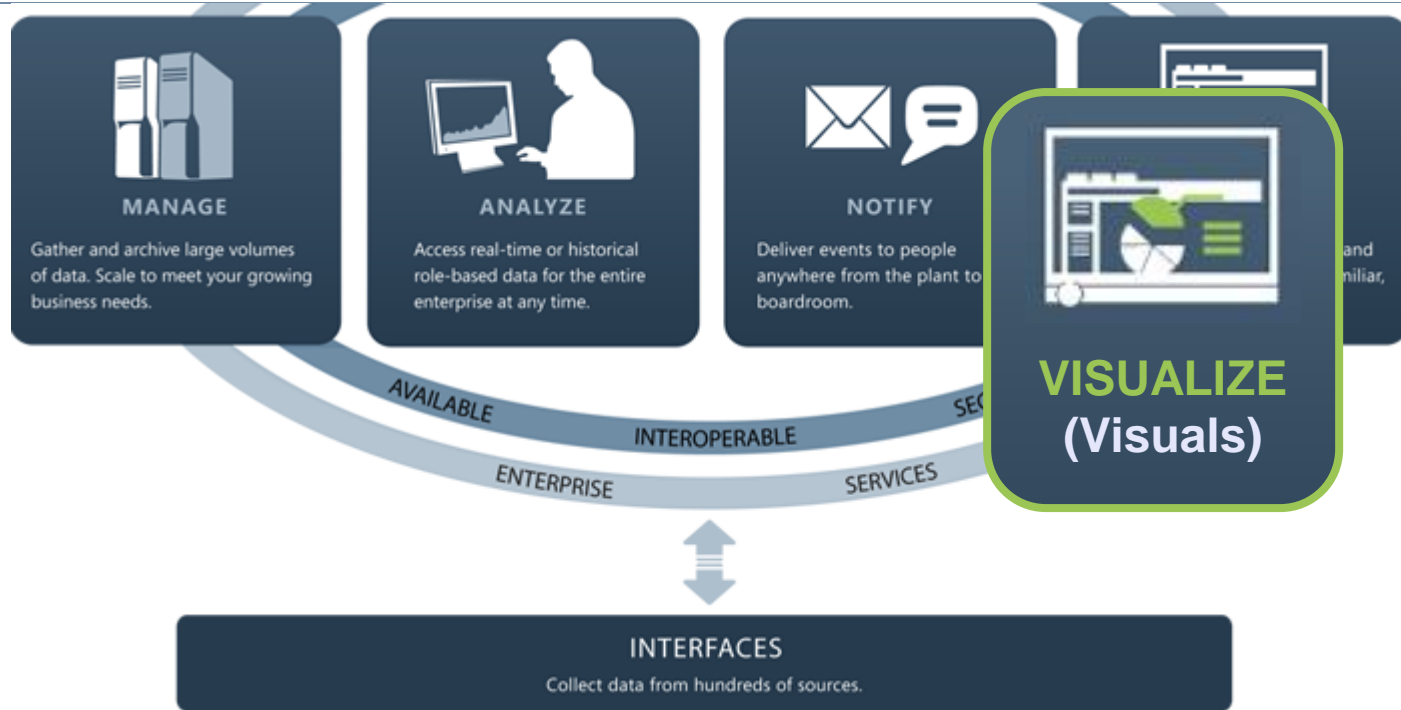 MANAGE
Gather and archive large volumes
of data. Scale to meet your growing
business needs.
ANALYZE
Access real-time or historical
role-based data for the entire
enterprise at any time.
NOTIFY
Deliver events to people
anywhere from the plant to
boardroom.
and
VISUALIZE
(Visuals)
AVAILABLE
INTEROPERABLE
ENTERPRISE
SERVICES
INTERFACES
Collect data from hundreds of sources.